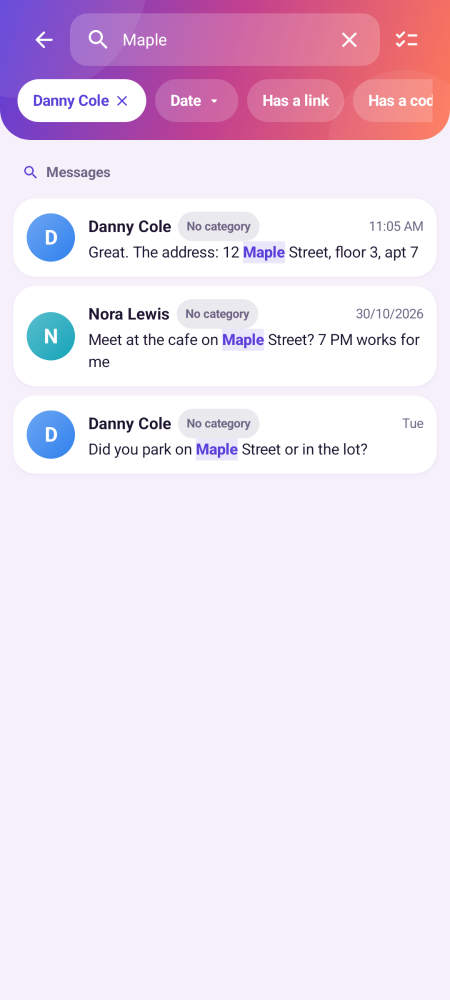 Maple
Danny Cole
Date
Has a link
Has a cod
Messages
D
Danny Cole No category 11:05 AM
Great. The address: 12 Maple Street, floor 3, apt 7
N
Nora Lewis No category 30/10/2026
Meet at the cafe on Maple Street? 7 PM works for
me
D
Danny Cole No category Tue
Did you park on Maple Street or in the lot?